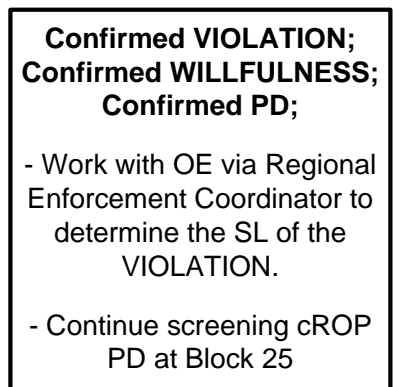 Confirmed VIOLATION;
Confirmed WILLFULNESS;
Confirmed PD;
- Work with OE via Regional
Enforcement Coordinator to
determine the SL of the
VIOLATION.
- Continue screening cROP
PD at Block 25